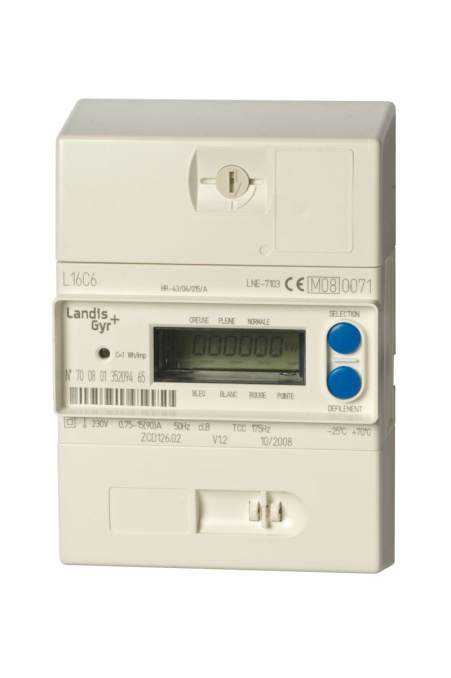 L16C6 HR-43/06/015/A LNE-7103 CE M08 0071
Landis
Gyr+
CREUSE PLEINE NORMALE
SELECTION
000000
C=1 Wh/imp
N° 70 08 01 352094 65
BLEU BLANC ROUGE POINTE
DEFILEMENT
230V 0.75-15(90)A 50Hz cl.B TCC 175Hz -25°C +70°C
ZCD126.02 V1.2 10/2008